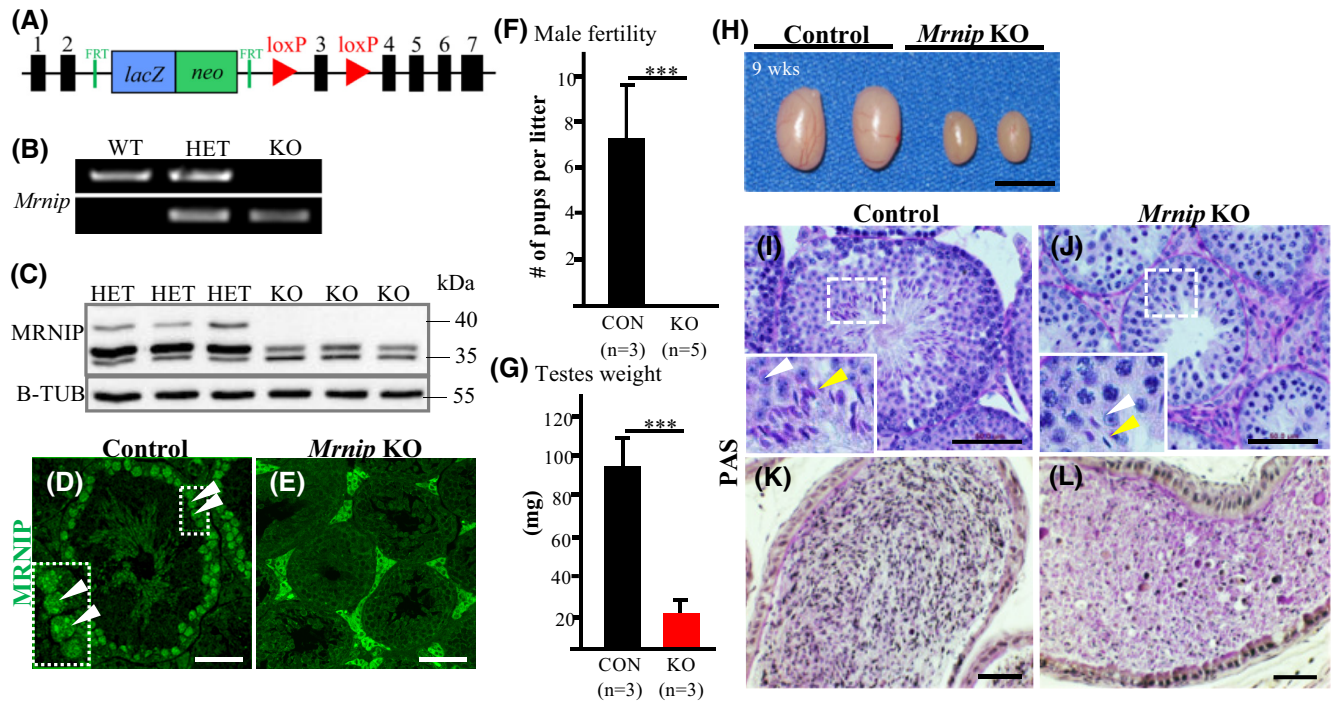 (A)
1 2 FRT lacZ neo FRT loxP 3 loxP 4 5 6 7
(B)
WT HET KO
Mrnip
(C)
HET HET HET KO KO KO kDa
MRNIP
40
35
B-TUB
55
Control Mrnip KO
(D) (E)
MRNIP
(F) Male fertility
***
# of pups per litter
10
8
6
4
2
CON KO
(n=3) (n=5)
(G) Testes weight
***
(mg)
120
100
80
60
40
20
CON KO
(n=3) (n=3)
(H) Control Mrnip KO
9 wks
Control Mrnip KO
(I) (J)
PAS
(K) (L)